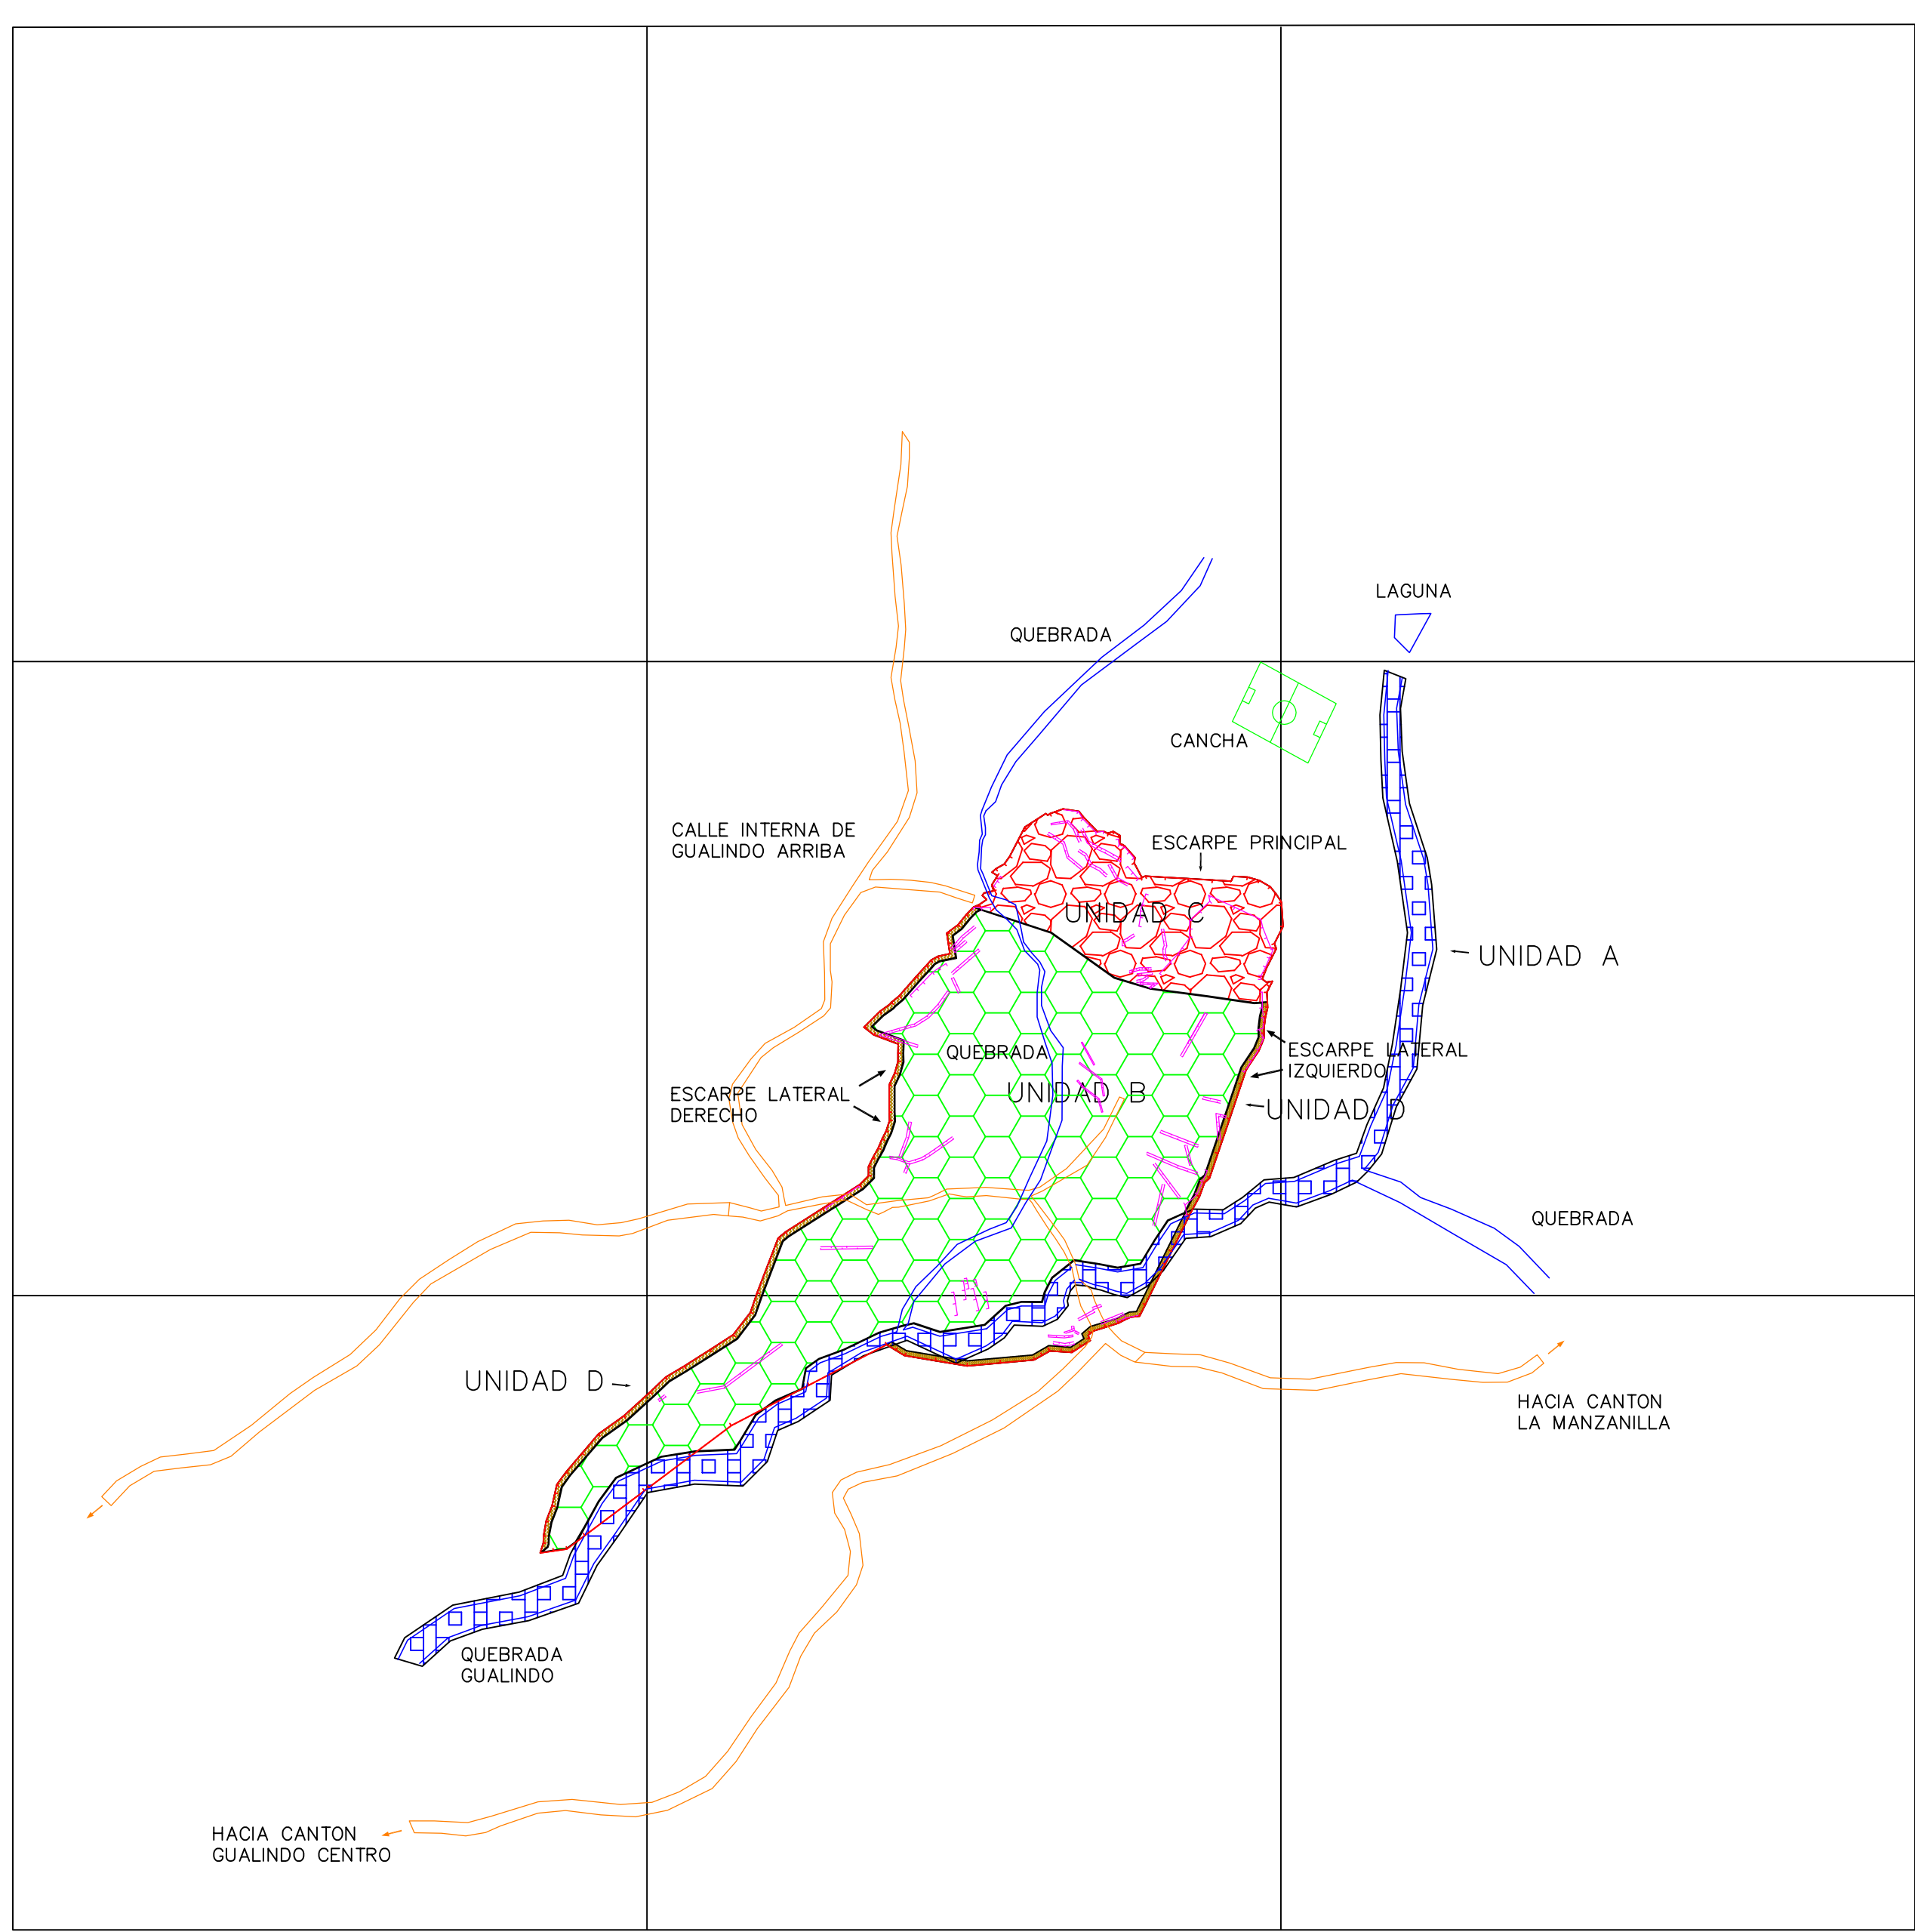 LAGUNA
QUEBRADA
CANCHA
CALLE INTERNA DE
GUALINDO ARRIBA
ESCARPE PRINCIPAL
UNIDAD C
UNIDAD A
QUEBRADA
ESCARPE LATERAL
IZQUIERDO
UNIDAD B
ESCARPE LATERAL
DERECHO
UNIDAD D
QUEBRADA
UNIDAD D
HACIA CANTON
LA MANZANILLA
QUEBRADA
GUALINDO
HACIA CANTON
GUALINDO CENTRO